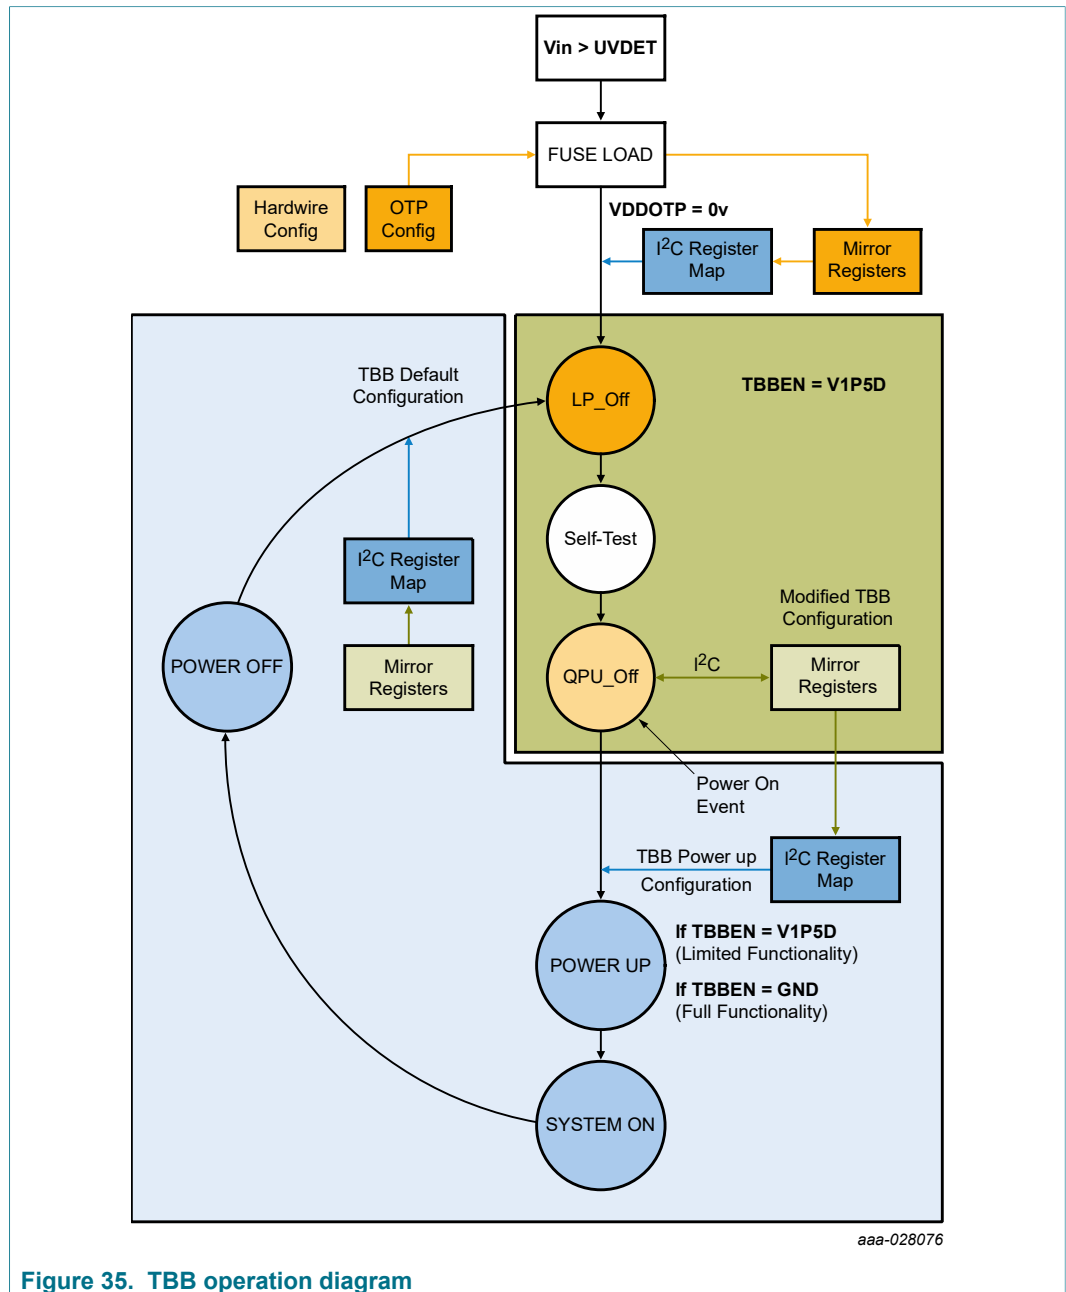 Vin > UVDET
FUSE LOAD
Hardwire
Config
OTP
Config
VDDOTP = 0v
I2C Register
Map
Mirror
Registers
TBB Default
Configuration
LP_Off
TBBEN = V1P5D
Self-Test
I2C Register
Map
Modified TBB
Configuration
POWER OFF
Mirror
Registers
QPU_Off
I2C
Mirror
Registers
Power On
Event
TBB Power up
Configuration
I2C Register
Map
POWER UP
If TBBEN = V1P5D
(Limited Functionality)
If TBBEN = GND
(Full Functionality)
SYSTEM ON
aaa-028076
Figure 35. TBB operation diagram